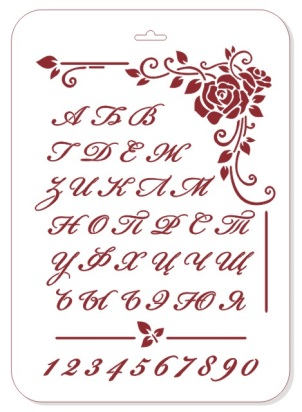 А Б В
Г Д Е Ж
З И К Л М
Н О П Р С Т
У Ф Х Ц Ч Щ
Ъ Ы Ь Э Ю Я
1 2 3 4 5 6 7 8 9 0